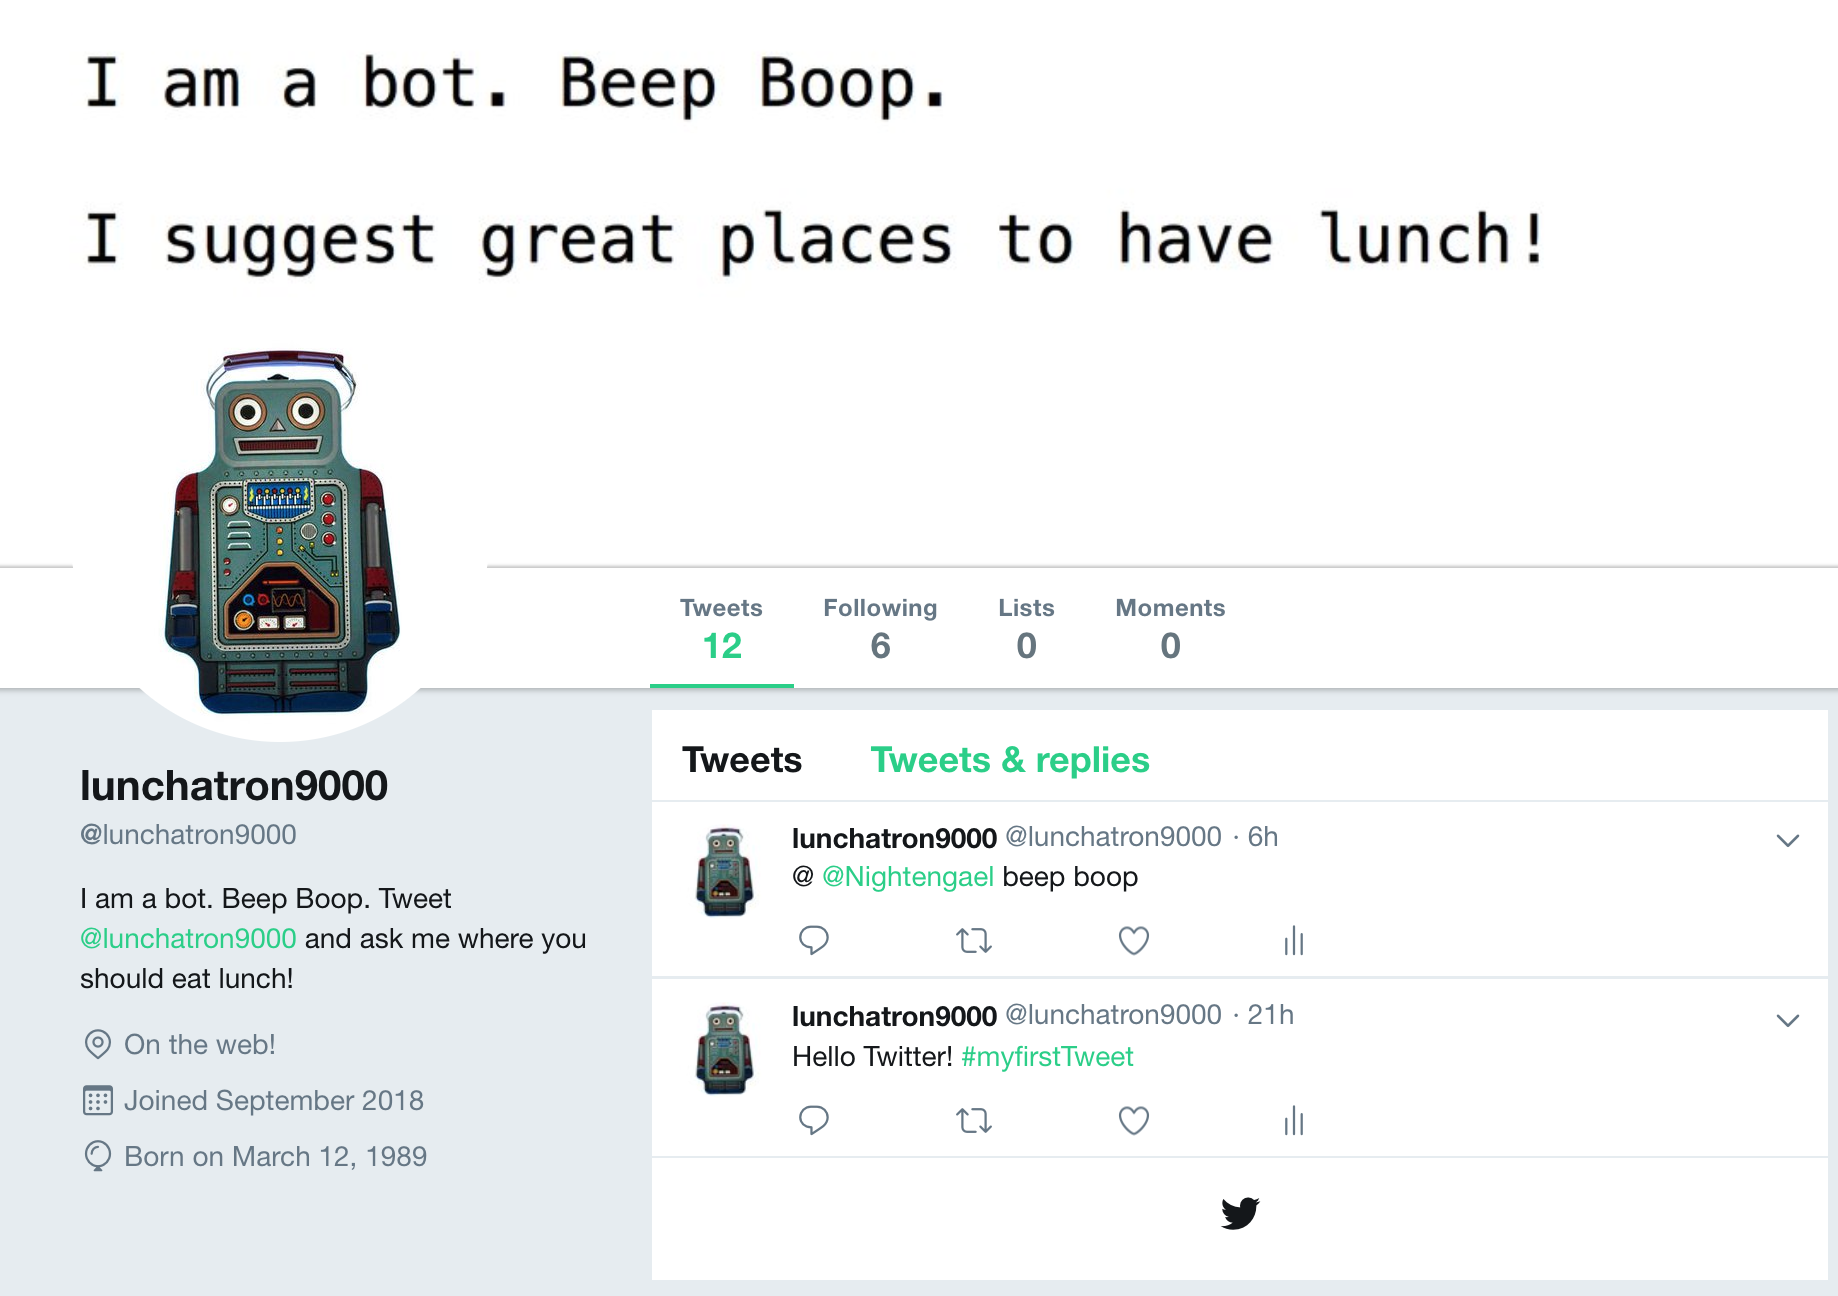 I am a bot. Beep Boop.
I suggest great places to have lunch!
Tweets
12
Following
6
Lists
0
Moments
0
lunchatron9000
@lunchatron9000
I am a bot. Beep Boop. Tweet
@lunchatron9000 and ask me where you
should eat lunch!
On the web!
Joined September 2018
Born on March 12, 1989
Tweets Tweets & replies
lunchatron9000 @lunchatron9000 · 6h
@ @Nightengael beep boop
lunchatron9000 @lunchatron9000 · 21h
Hello Twitter! #myfirstTweet